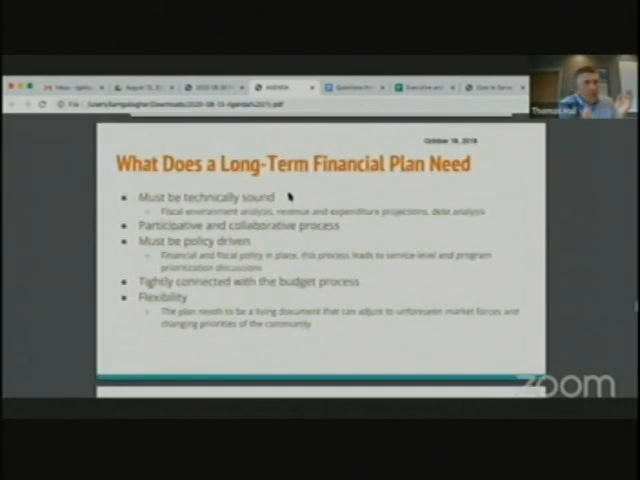 AGENDA
October 16, 2018
What Does a Long-Term Financial Plan Need
Must be technically sound
Fiscal environment analysis, revenue and expenditure projections, debt analysis
Participative and collaborative process
Must be policy driven
Financial and fiscal policy in place, this process leads to service-level and program
prioritization discussions
Tightly connected with the budget process
Flexibility
The plan needs to be a living document that can adjust to unforeseen market forces and
changing priorities of the community
zoom